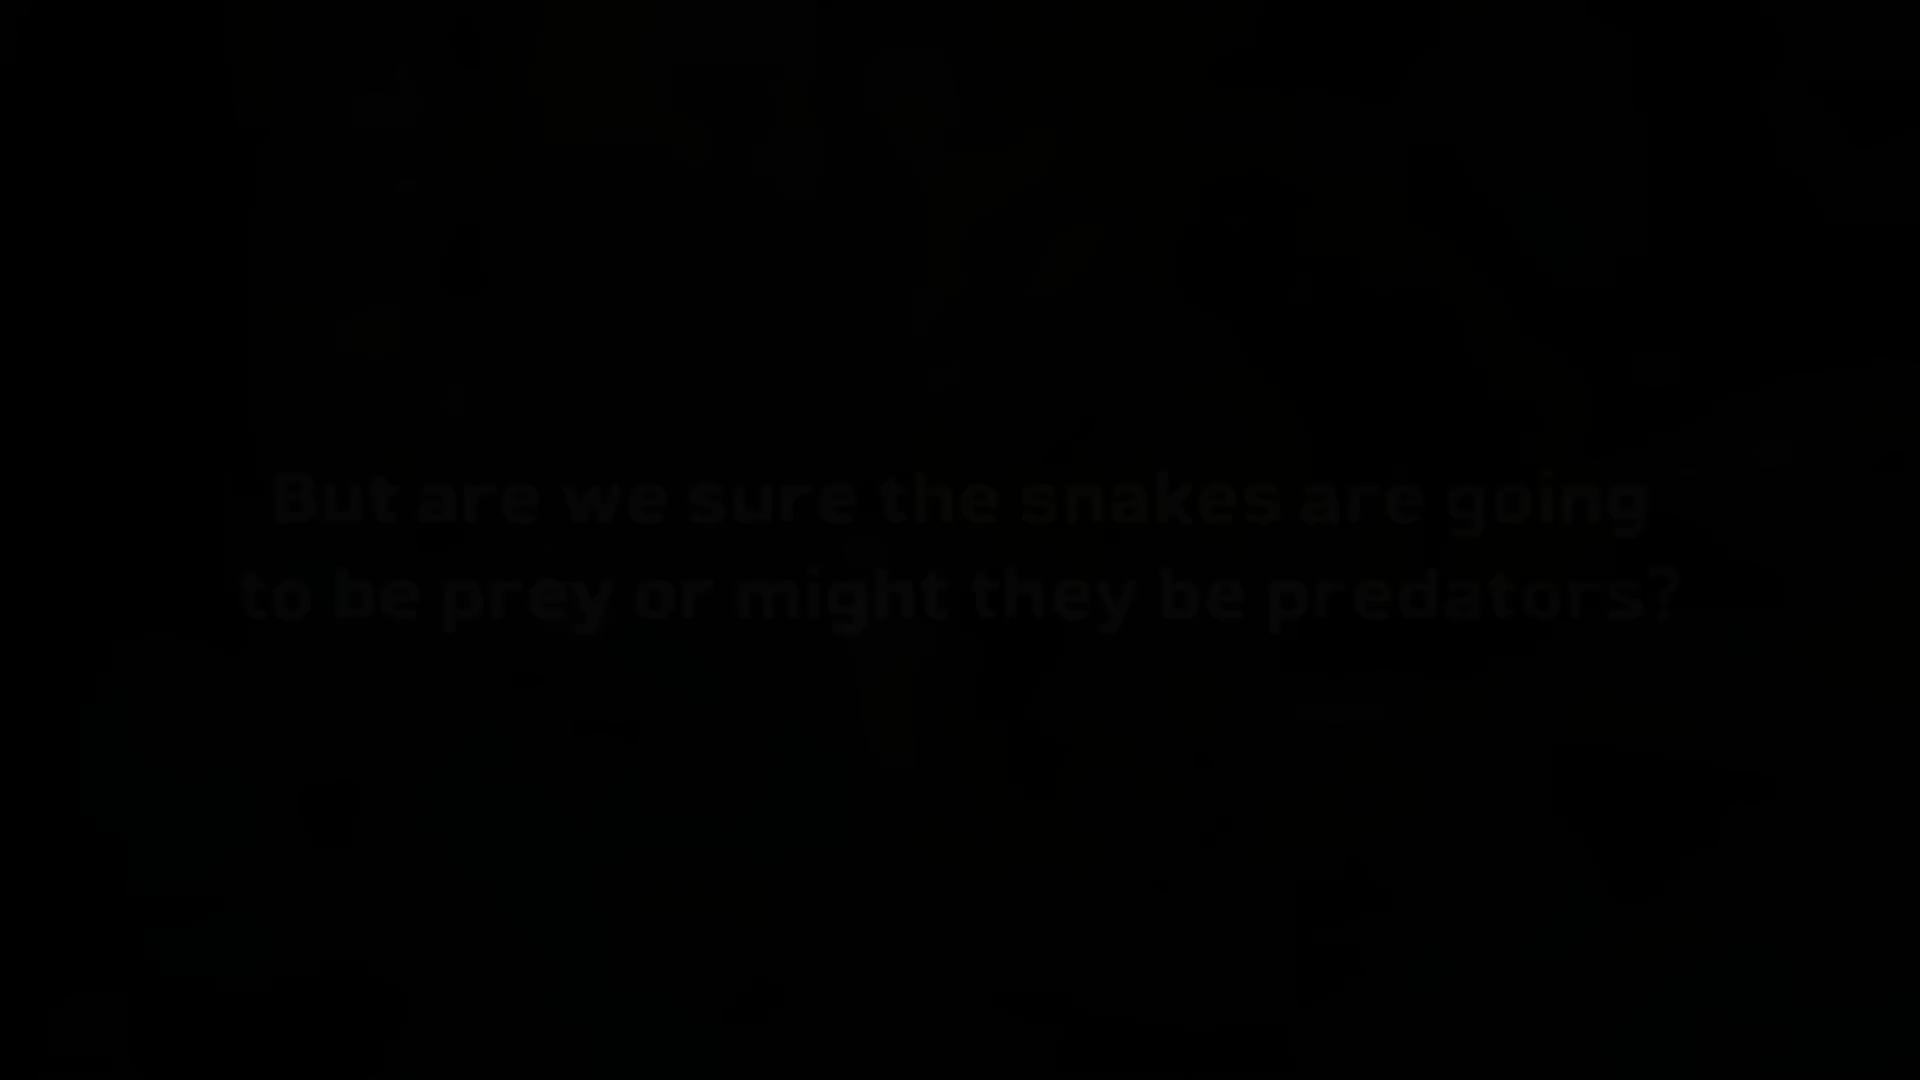 But are we sure the snakes are going
to be prey or might they be predators?